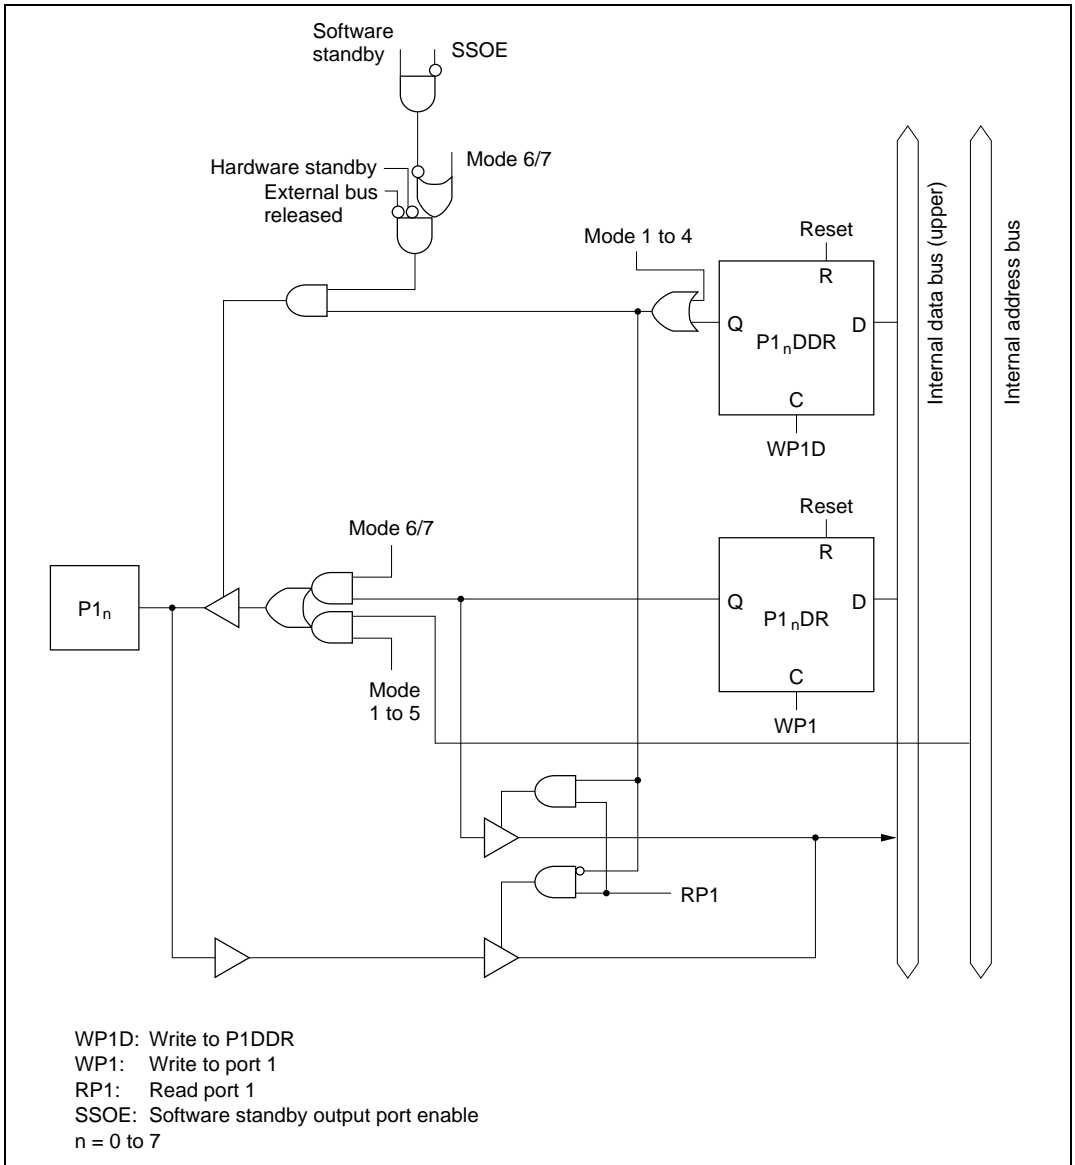 Software
standby
SSOE
Mode 6/7
Hardware standby
External bus
released
Mode 1 to 4
Reset
R
Q
D
P1nDDR
C
WP1D
Internal data bus (upper)
Internal address bus
Mode 6/7
Reset
R
P1n
Q
D
P1nDR
C
WP1
Mode
1 to 5
RP1
WP1D: Write to P1DDR
WP1: Write to port 1
RP1: Read port 1
SSOE: Software standby output port enable
n = 0 to 7